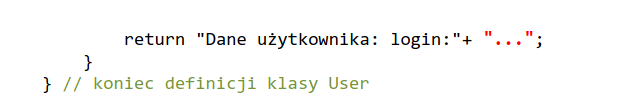 return "Dane użytkownika: login:"+ "...";
}
} // koniec definicji klasy User